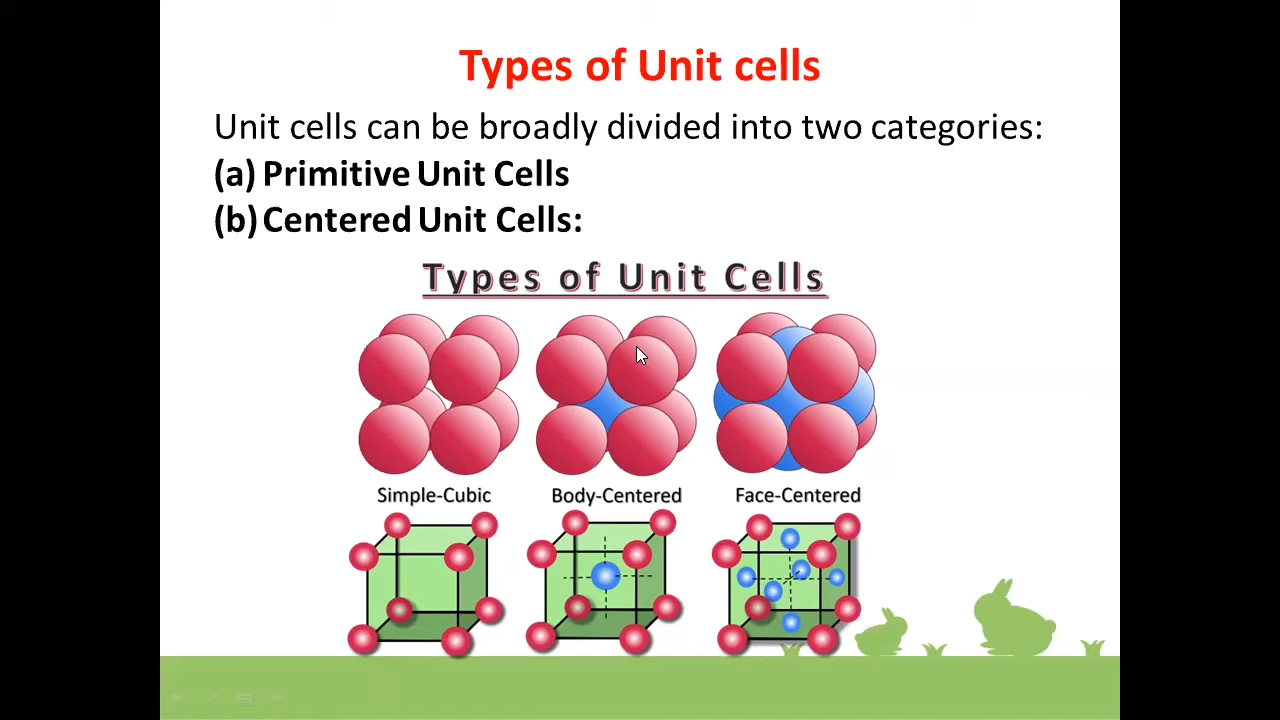 Types of Unit cells
Unit cells can be broadly divided into two categories:
(a) Primitive Unit Cells
(b) Centered Unit Cells:
Types of Unit Cells
Simple-Cubic
Body-Centered
Face-Centered